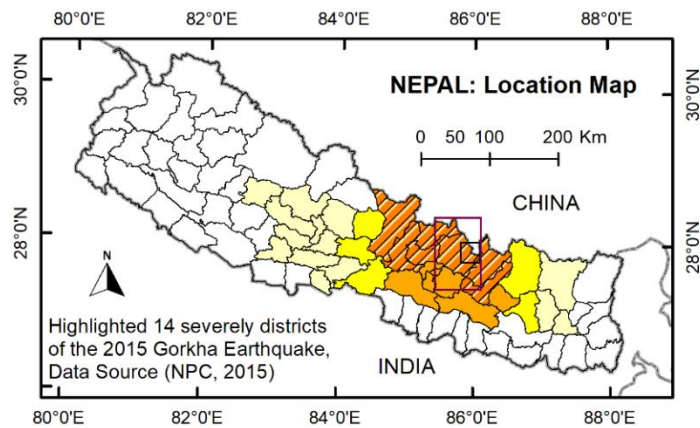 80°0'E 82°0'E 84°0'E 86°0'E 88°0'E
30°0'N
30°0'N
NEPAL: Location Map
0 50 100 200 Km
CHINA
28°0'N
28°0'N
N
Highlighted 14 severely districts
of the 2015 Gorkha Earthquake,
Data Source (NPC, 2015)
INDIA
80°0'E 82°0'E 84°0'E 86°0'E 88°0'E